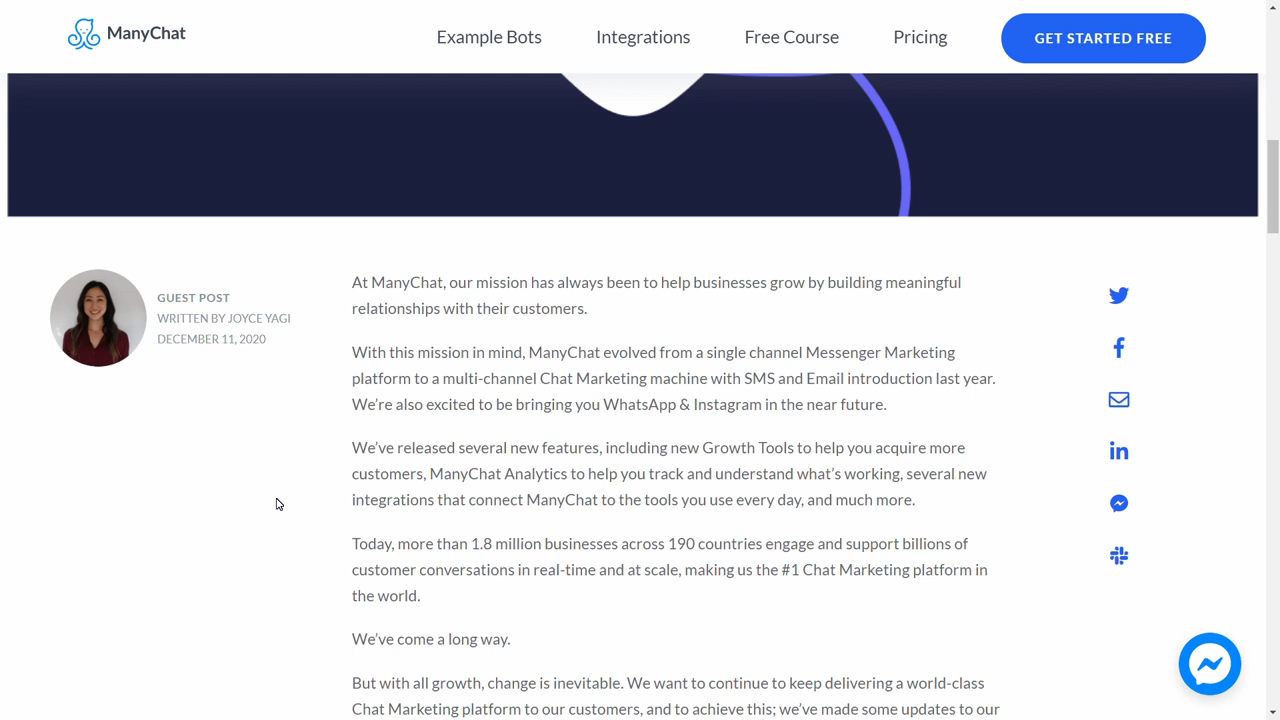 ManyChat
Example Bots
Integrations
Free Course
Pricing
GET STARTED FREE
GUEST POST
WRITTEN BY JOYCE YAGI
DECEMBER 11, 2020
At ManyChat, our mission has always been to help businesses grow by building meaningful
relationships with their customers.
With this mission in mind, ManyChat evolved from a single channel Messenger Marketing
platform to a multi-channel Chat Marketing machine with SMS and Email introduction last year.
We’re also excited to be bringing you WhatsApp & Instagram in the near future.
We’ve released several new features, including new Growth Tools to help you acquire more
customers, ManyChat Analytics to help you track and understand what’s working, several new
integrations that connect ManyChat to the tools you use every day, and much more.
Today, more than 1.8 million businesses across 190 countries engage and support billions of
customer conversations in real-time and at scale, making us the #1 Chat Marketing platform in
the world.
We’ve come a long way.
But with all growth, change is inevitable. We want to continue to keep delivering a world-class
Chat Marketing platform to our customers, and to achieve this; we’ve made some updates to our